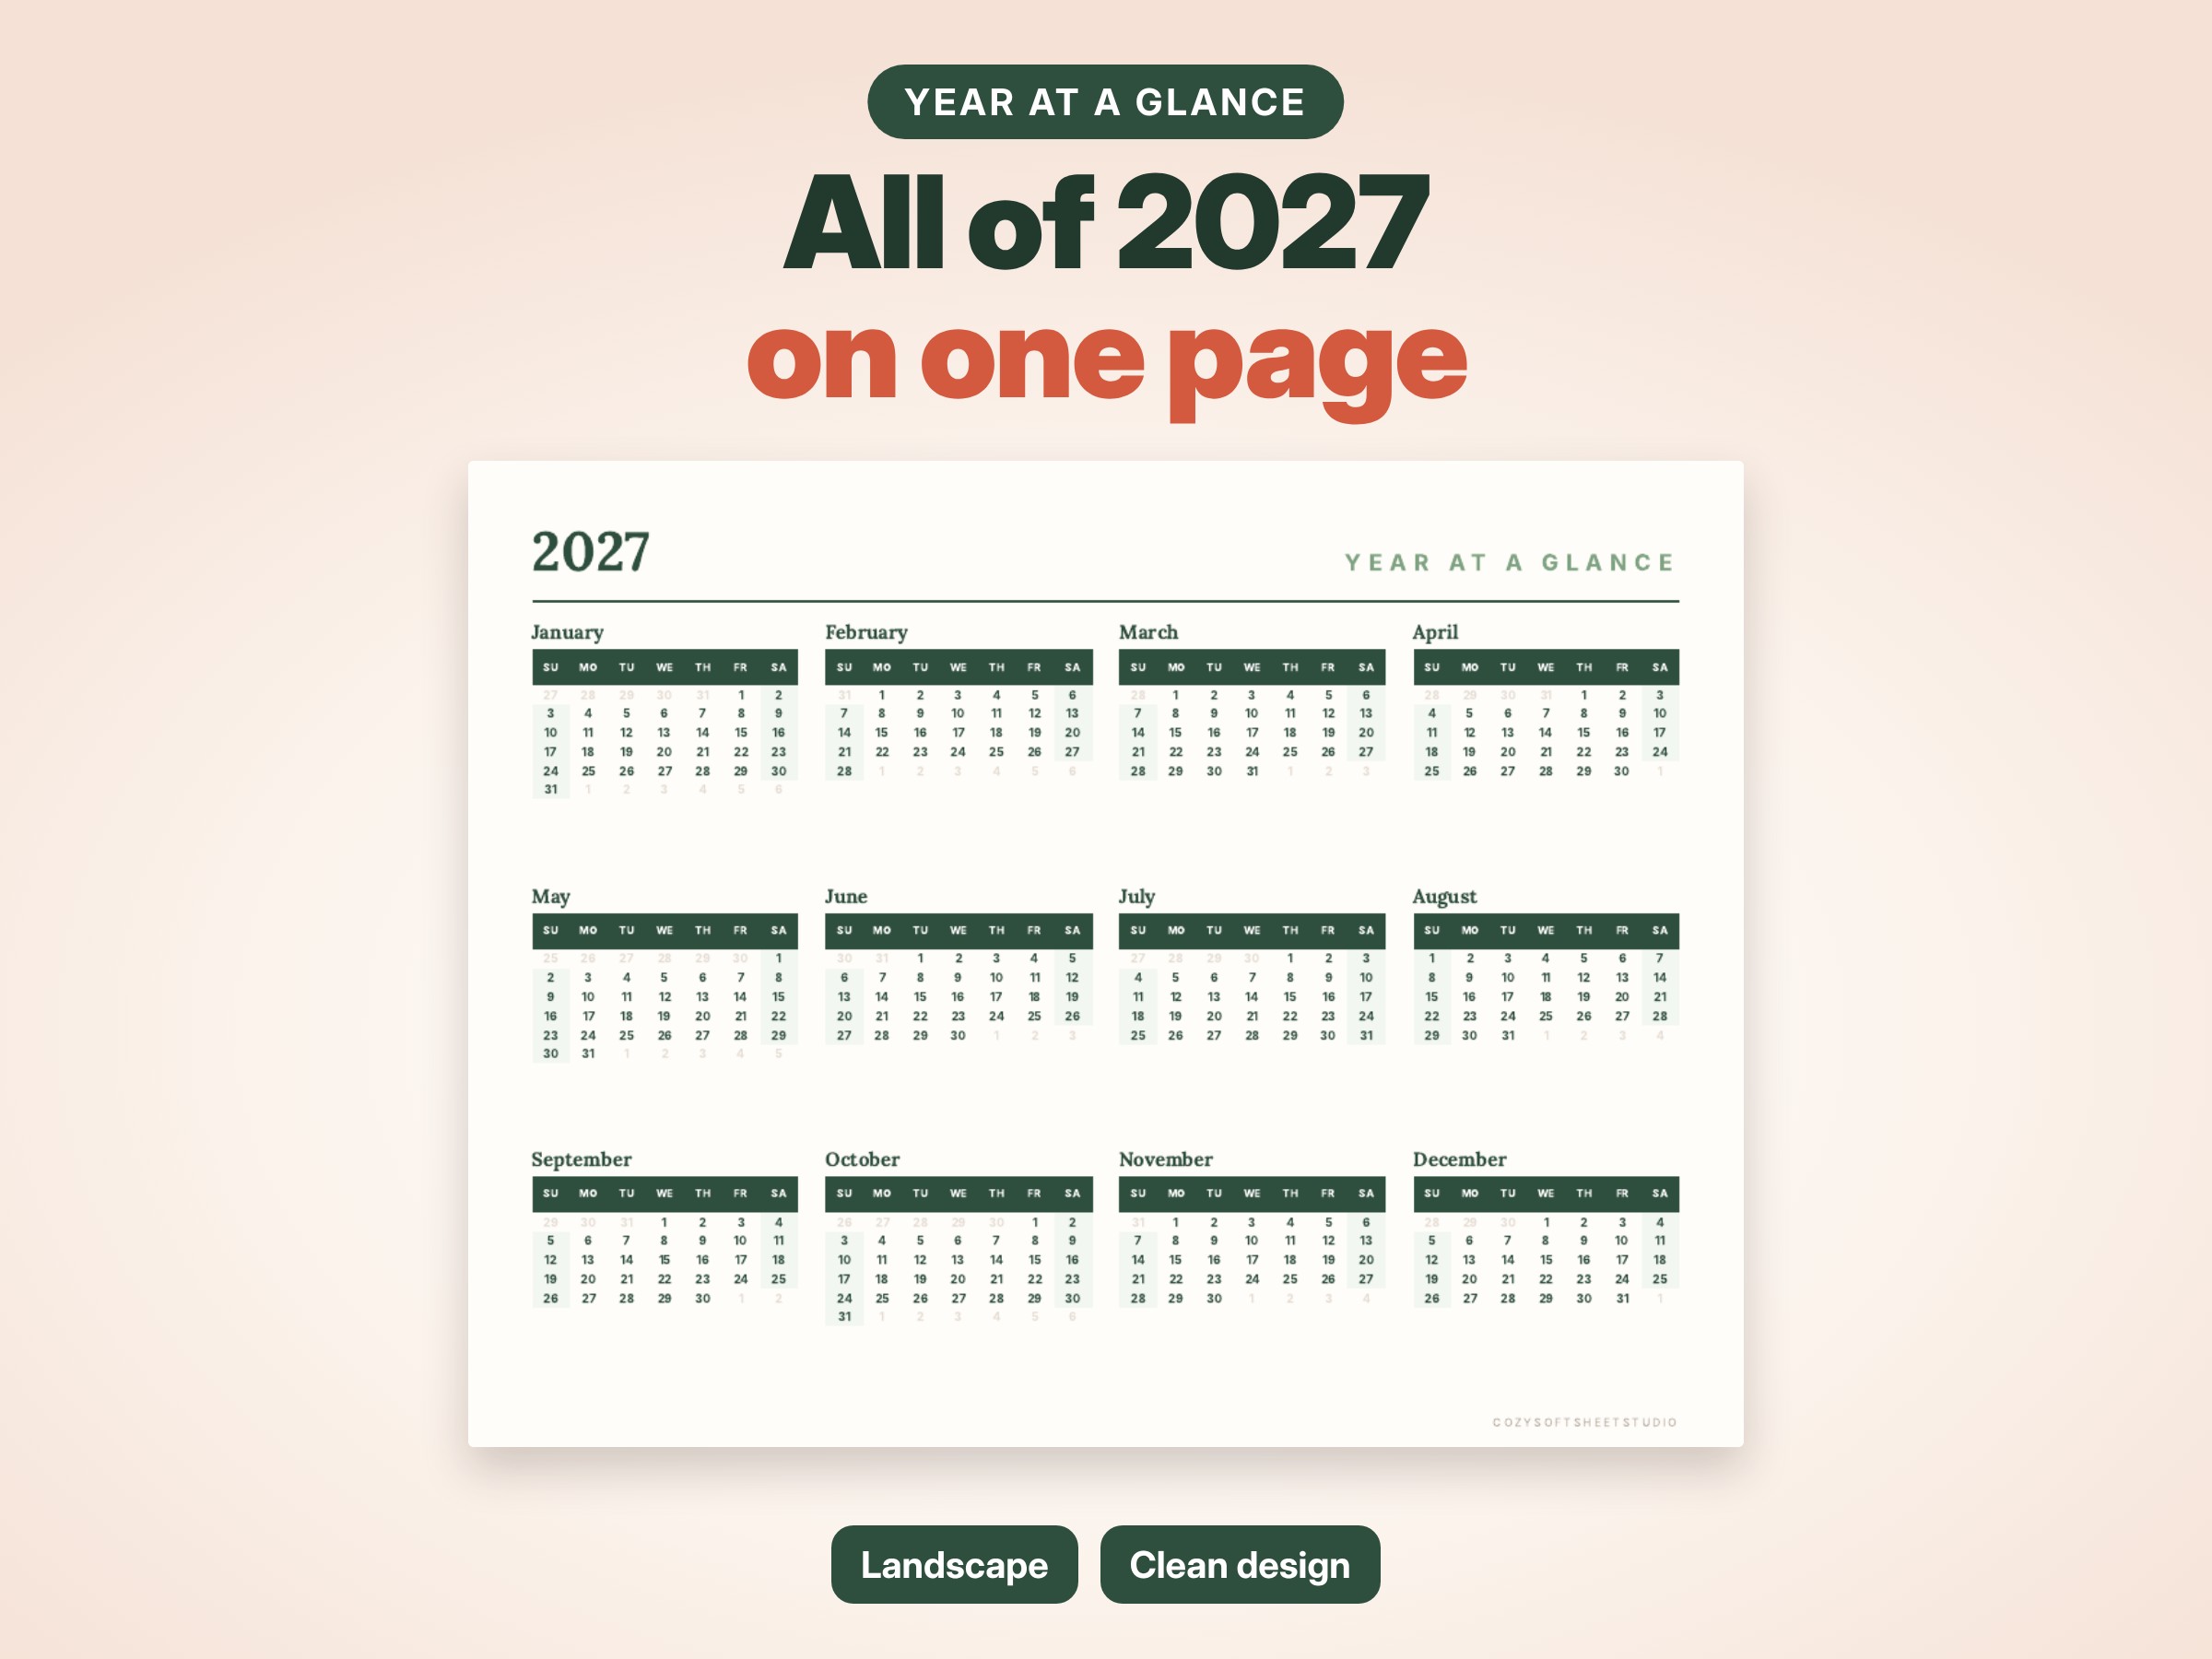 YEAR AT A GLANCE
All of 2027
on one page
2027
YEAR AT A GLANCE
January
SU MO TU WE TH FR SA
27 28 29 30 31 1 2
3 4 5 6 7 8 9
10 11 12 13 14 15 16
17 18 19 20 21 22 23
24 25 26 27 28 29 30
31 1 2 3 4 5 6
February
SU MO TU WE TH FR SA
31 1 2 3 4 5 6
7 8 9 10 11 12 13
14 15 16 17 18 19 20
21 22 23 24 25 26 27
28 1 2 3 4 5 6
March
SU MO TU WE TH FR SA
28 1 2 3 4 5 6
7 8 9 10 11 12 13
14 15 16 17 18 19 20
21 22 23 24 25 26 27
28 29 30 31 1 2 3
April
SU MO TU WE TH FR SA
28 29 30 31 1 2 3
4 5 6 7 8 9 10
11 12 13 14 15 16 17
18 19 20 21 22 23 24
25 26 27 28 29 30 1
May
SU MO TU WE TH FR SA
25 26 27 28 29 30 1
2 3 4 5 6 7 8
9 10 11 12 13 14 15
16 17 18 19 20 21 22
23 24 25 26 27 28 29
30 31 1 2 3 4 5
June
SU MO TU WE TH FR SA
30 31 1 2 3 4 5
6 7 8 9 10 11 12
13 14 15 16 17 18 19
20 21 22 23 24 25 26
27 28 29 30 1 2 3
July
SU MO TU WE TH FR SA
27 28 29 30 1 2 3
4 5 6 7 8 9 10
11 12 13 14 15 16 17
18 19 20 21 22 23 24
25 26 27 28 29 30 31
August
SU MO TU WE TH FR SA
1 2 3 4 5 6 7
8 9 10 11 12 13 14
15 16 17 18 19 20 21
22 23 24 25 26 27 28
29 30 31 1 2 3 4
September
SU MO TU WE TH FR SA
29 30 31 1 2 3 4
5 6 7 8 9 10 11
12 13 14 15 16 17 18
19 20 21 22 23 24 25
26 27 28 29 30 1 2
October
SU MO TU WE TH FR SA
26 27 28 29 30 1 2
3 4 5 6 7 8 9
10 11 12 13 14 15 16
17 18 19 20 21 22 23
24 25 26 27 28 29 30
31 1 2 3 4 5 6
November
SU MO TU WE TH FR SA
31 1 2 3 4 5 6
7 8 9 10 11 12 13
14 15 16 17 18 19 20
21 22 23 24 25 26 27
28 29 30 1 2 3 4
December
SU MO TU WE TH FR SA
28 29 30 1 2 3 4
5 6 7 8 9 10 11
12 13 14 15 16 17 18
19 20 21 22 23 24 25
26 27 28 29 30 31 1
COZYSOFTSHEETSTUDIO
Landscape
Clean design